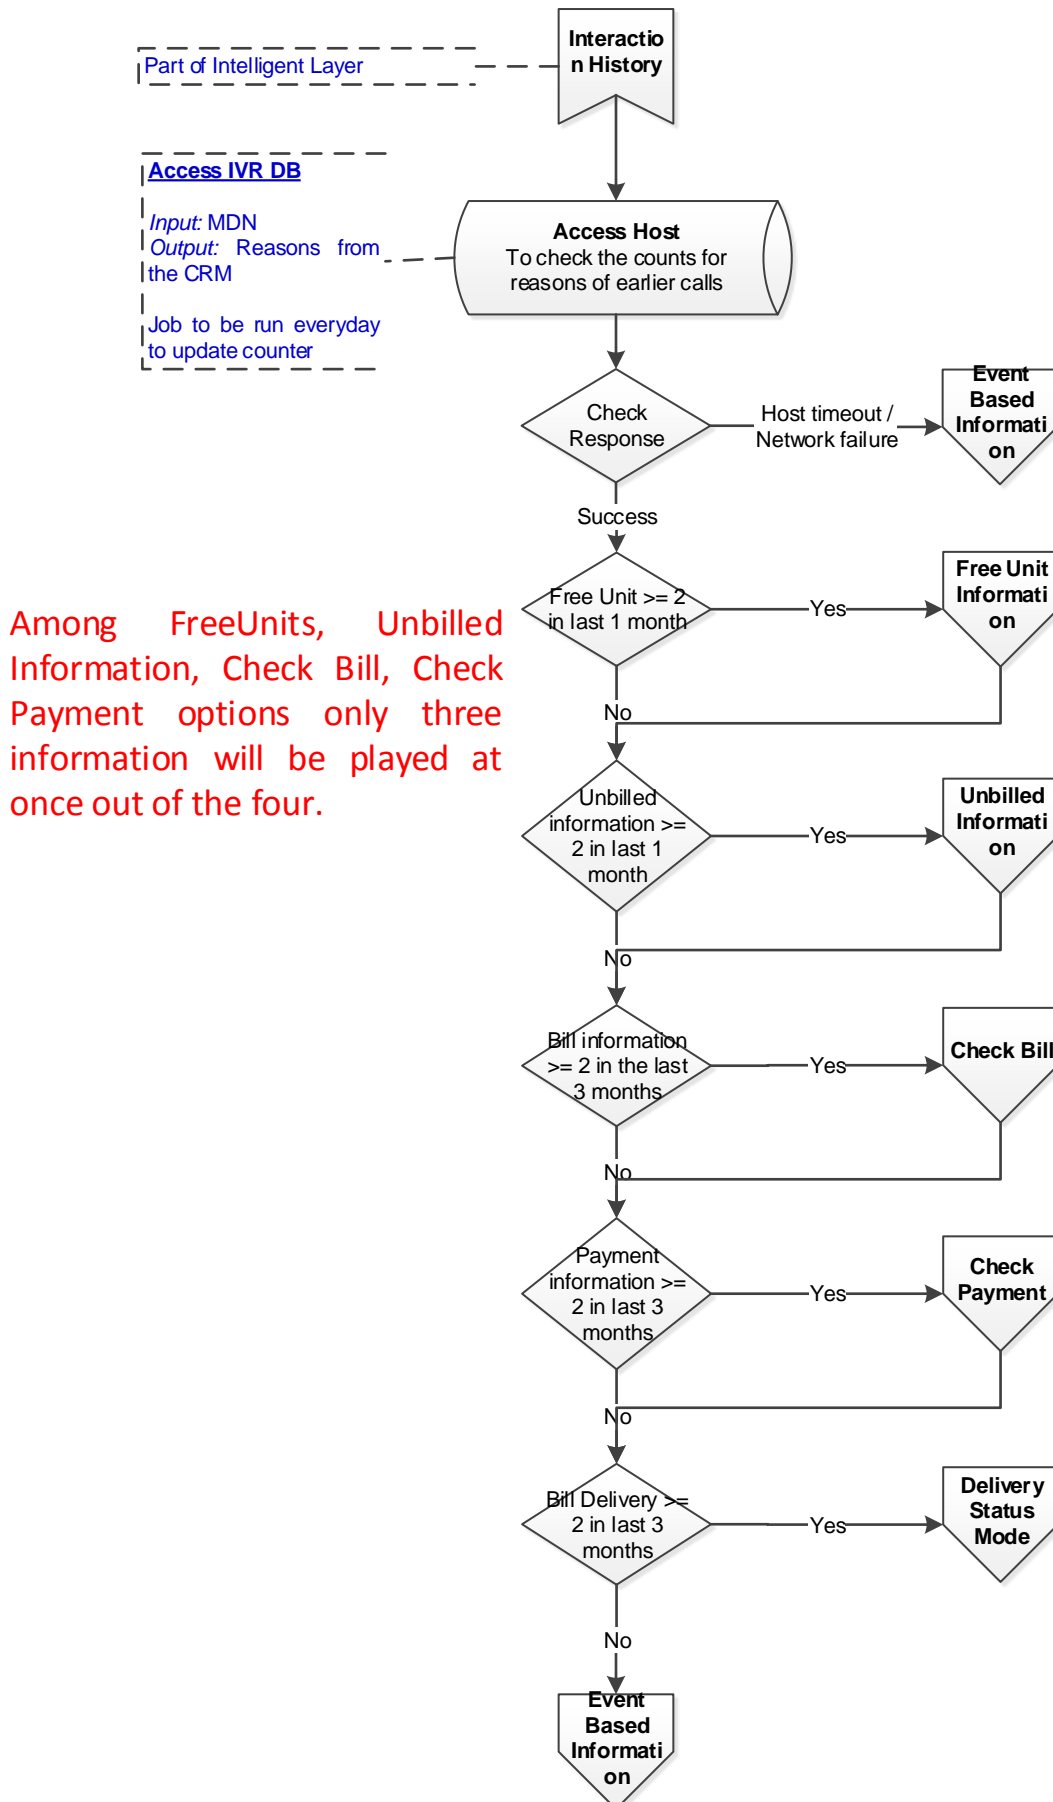 Interactio
n History
Part of Intelligent Layer
Access IVR DB
Input: MDN
Output: Reasons from
the CRM
Job to be run everyday
to update counter
Access Host
To check the counts for
reasons of earlier calls
Check
Response
Host timeout /
Network failure
Event
Based
Informati
on
Success
Free Unit >= 2
in last 1 month
Yes
Free Unit
Informati
on
No
Among FreeUnits, Unbilled
Information, Check Bill, Check
Payment options only three
information will be played at
once out of the four.
Unbilled
information >=
2 in last 1
month
Yes
Unbilled
Informati
on
No
Bill information
>= 2 in the last
3 months
Yes
Check Bill
No
Payment
information >=
2 in last 3
months
Yes
Check
Payment
No
Bill Delivery >=
2 in last 3
months
Yes
Delivery
Status
Mode
No
Event
Based
Informati
on